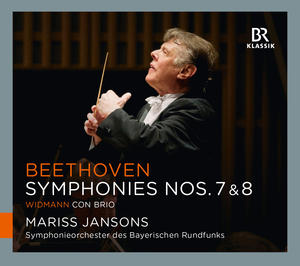 BR
KLASSIK
BEETHOVEN
SYMPHONIES NOS. 7 & 8
WIDMANN CON BRIO
MARISS JANSONS
Symphonieorchester des Bayerischen Rundfunks